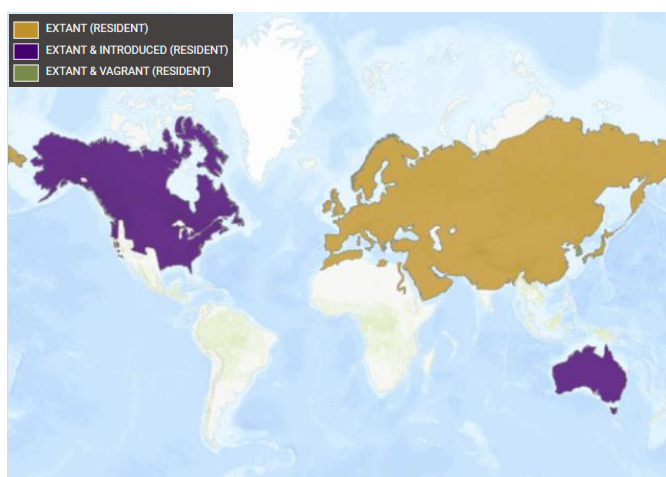 EXTANT (RESIDENT)
EXTANT & INTRODUCED (RESIDENT)
EXTANT & VAGRANT (RESIDENT)